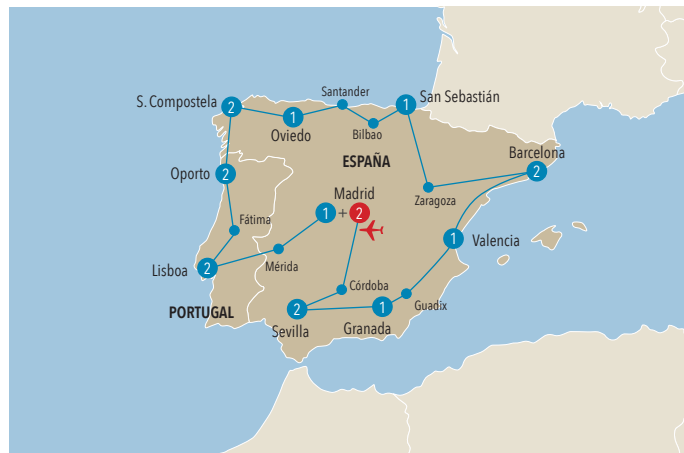 Santander
S. Compostela
2
1
San Sebastián
1
Oviedo
Bilbao
ESPAÑA
Barcelona
2
Oporto
2
Madrid
Zaragoza
1 + 2
Fátima
Valencia
1
Lisboa
2
Mérida
Córdoba
PORTUGAL
2
Sevilla
1
Granada
Guadix